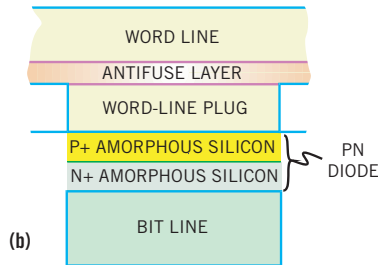 WORD LINE
ANTIFUSE LAYER
WORD-LINE PLUG
P+ AMORPHOUS SILICON
N+ AMORPHOUS SILICON
PN
DIODE
BIT LINE
(b)